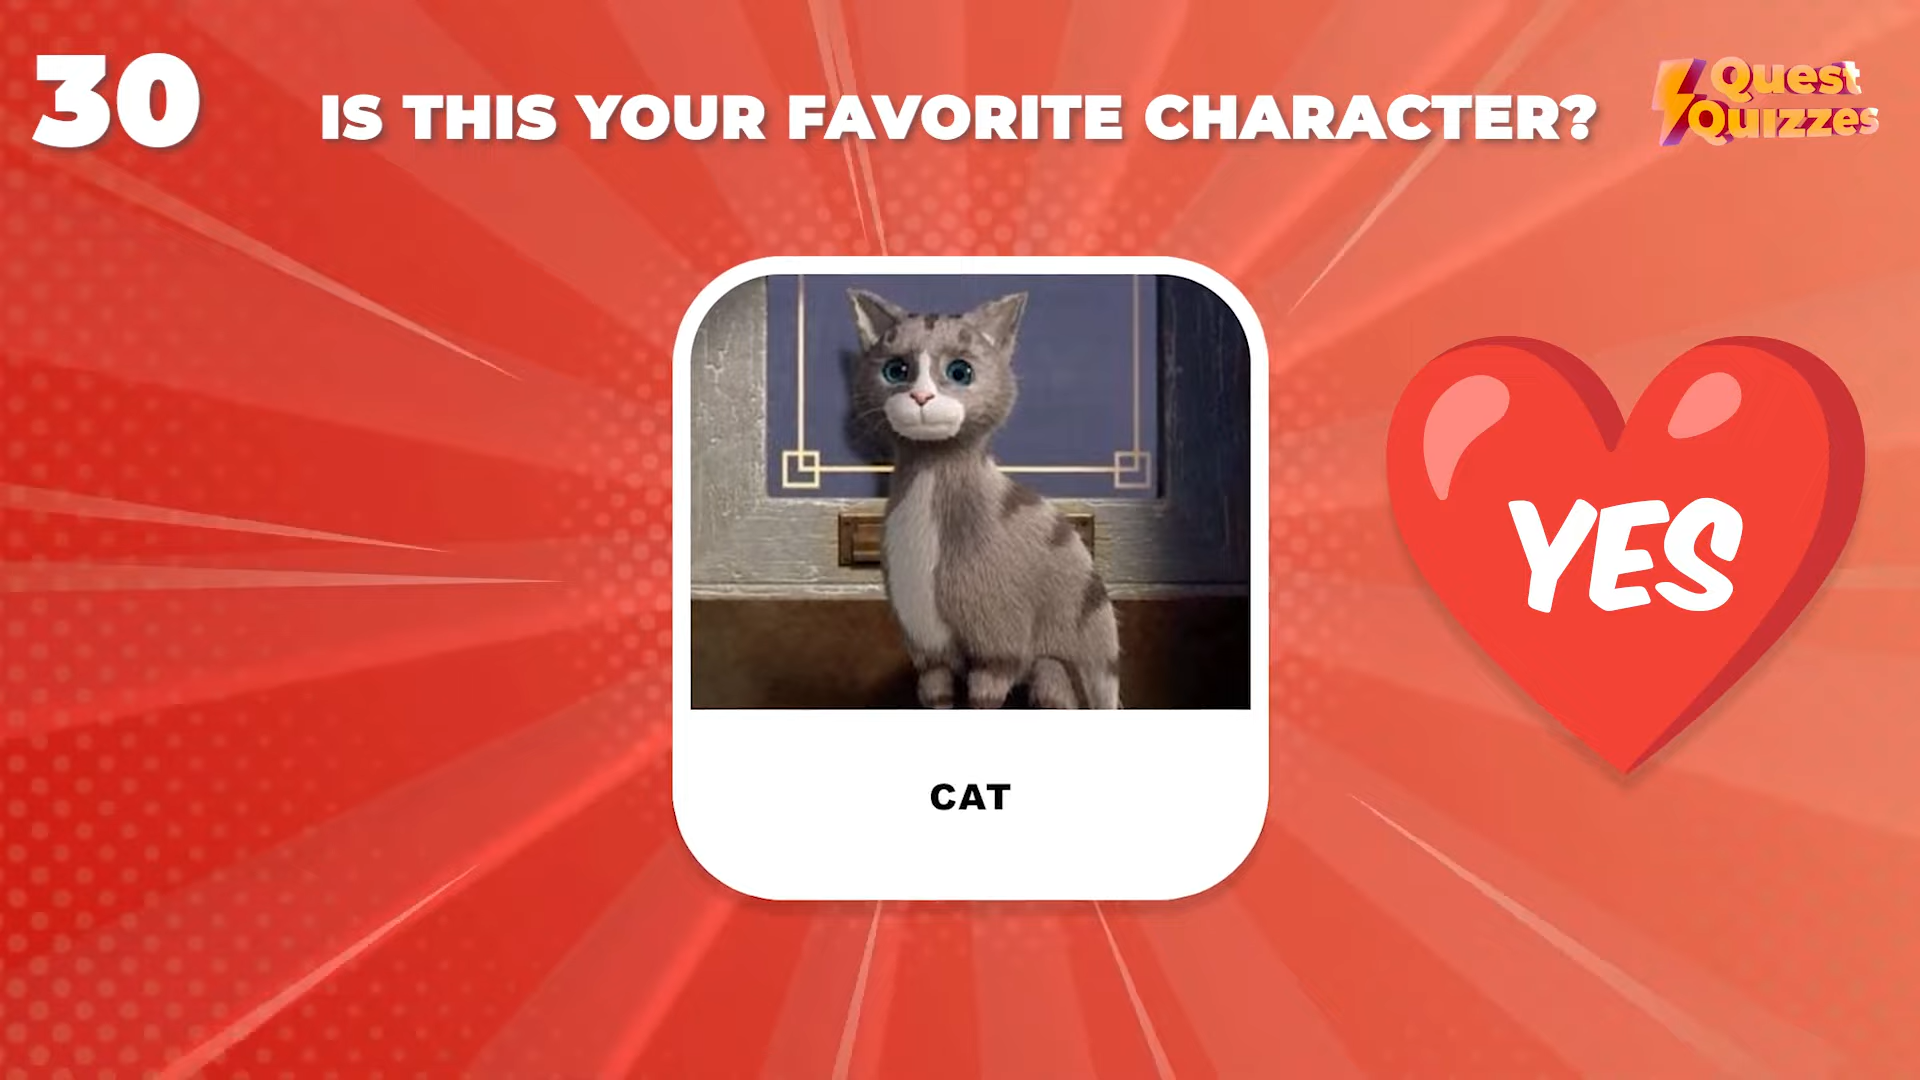 30
IS THIS YOUR FAVORITE CHARACTER?
Quest
Quizzes
YES
CAT